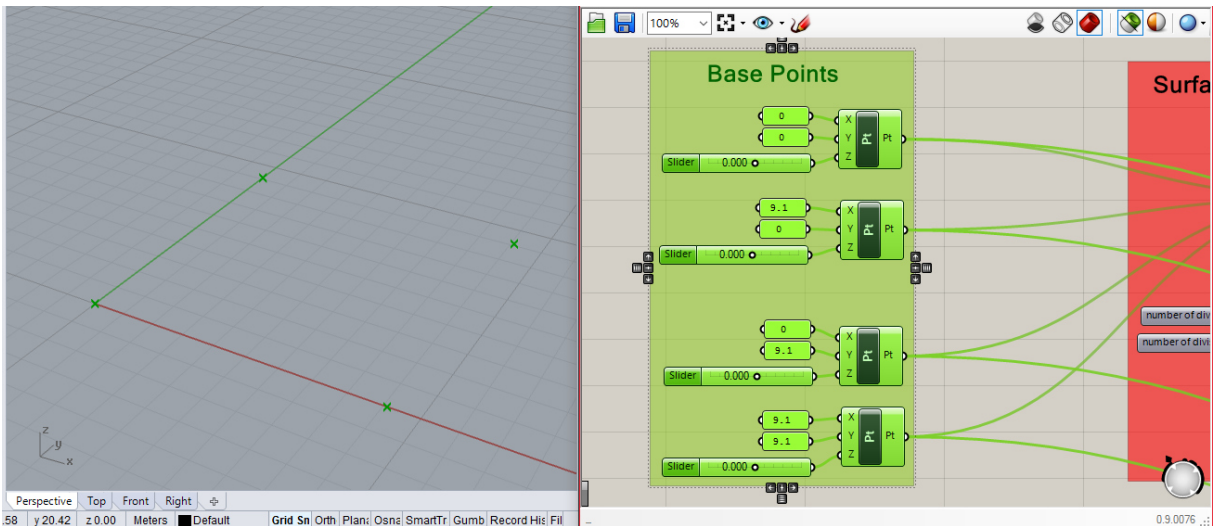 100%
Base Points
Surfa
0
0
X
Y
Z
Pt
Pt
Slider 0.000
9.1
0
X
Y
Z
Pt
Pt
Slider 0.000
number of div
number of divis
0
9.1
X
Y
Z
Pt
Pt
Slider 0.000
9.1
9.1
X
Y
Z
Pt
Pt
Slider 0.000
z
y
x
Perspective Top Front Right
.58 y 20.42 z 0.00 Meters Default Grid Sn Orth Plana Osna SmartTr Gumb Record His Fil
0.9.0076